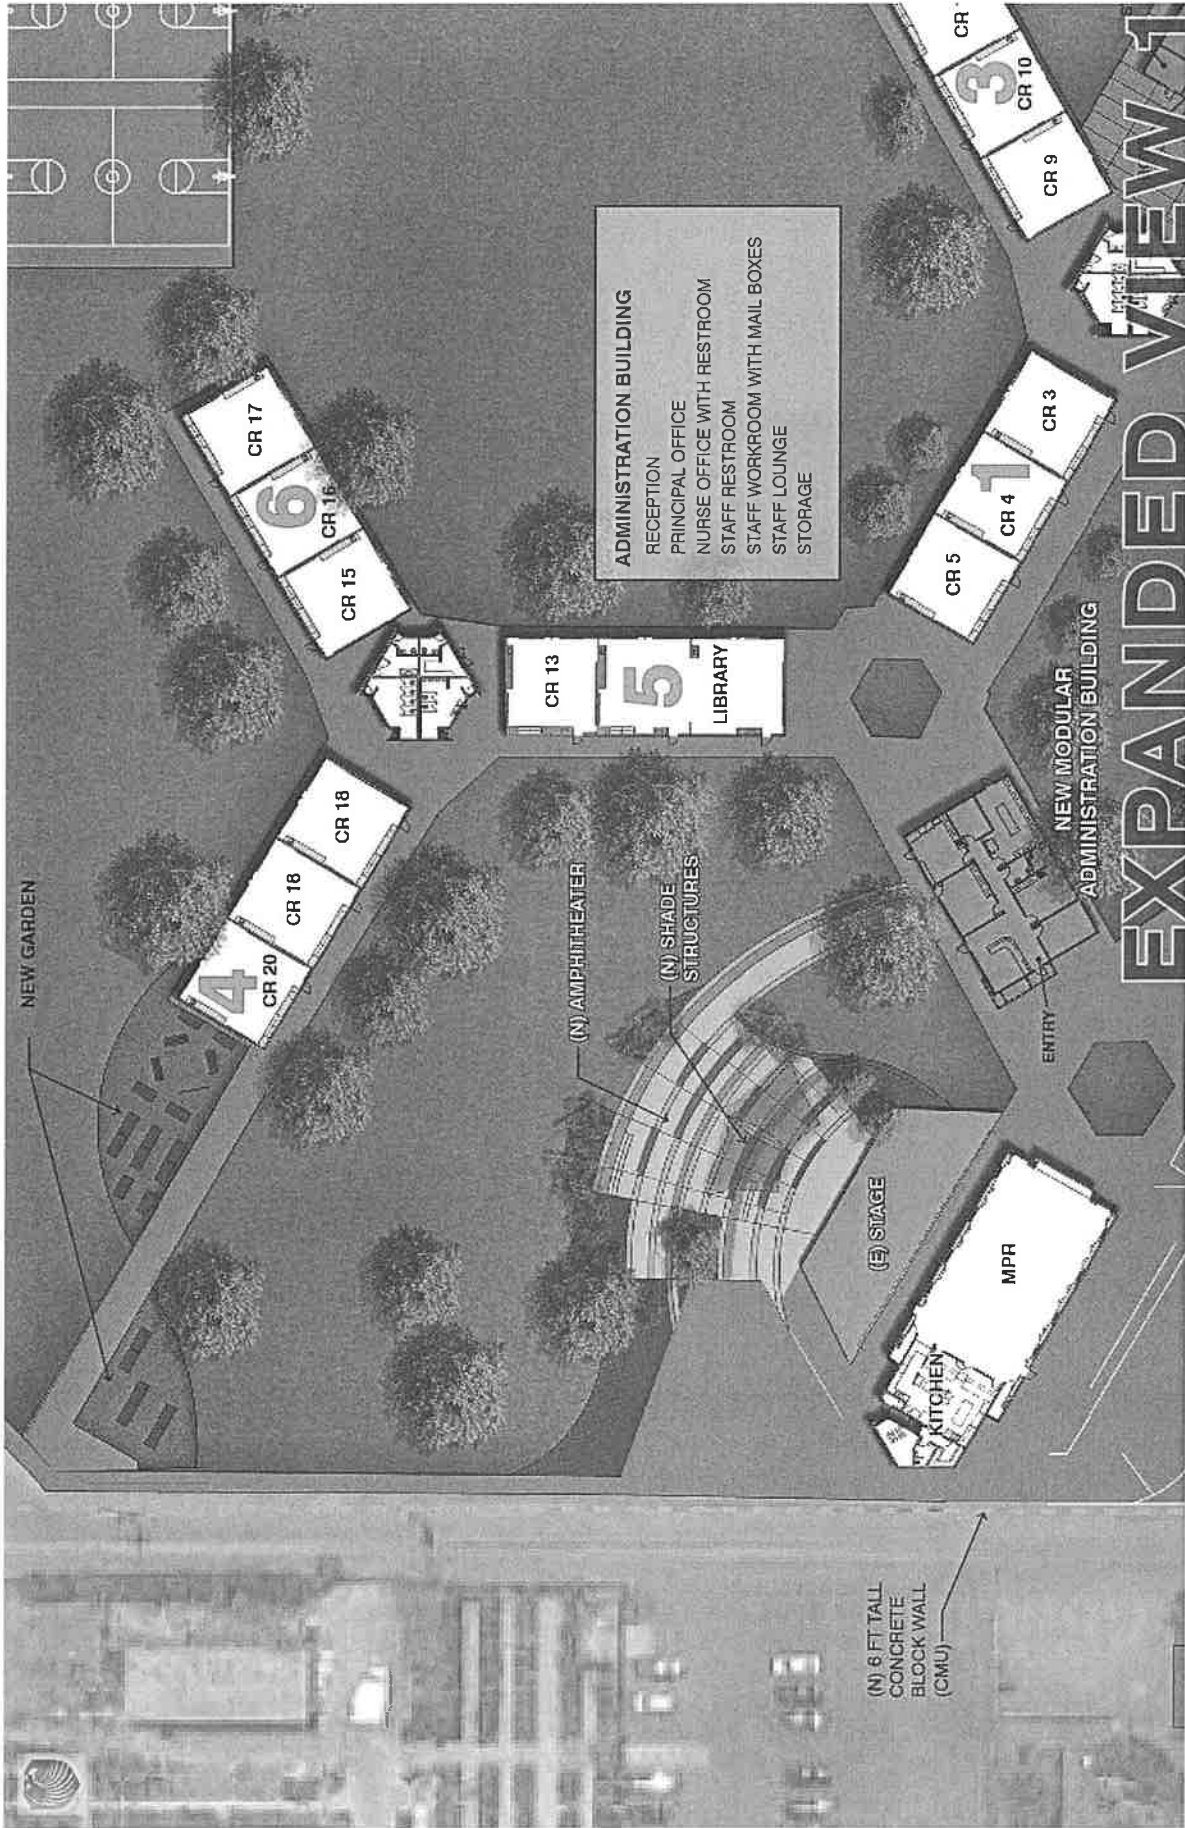 NEW GARDEN
4
CR 20
CR 18
CR 18
6
CR 17
CR 16
CR 15
(N) AMPHITHEATER
(N) SHADE
STRUCTURES
CR 13
5
LIBRARY
ADMINISTRATION BUILDING
RECEPTION
PRINCIPAL OFFICE
NURSE OFFICE WITH RESTROOM
STAFF RESTROOM
STAFF WORKROOM WITH MAIL BOXES
STAFF LOUNGE
STORAGE
(N) 6 FT TALL
CONCRETE
BLOCK WALL
(CMU)
(E) STAGE
KITCHEN
MPR
ENTRY
NEW MODULAR
ADMINISTRATION BUILDING
CR 5
CR 4
1
CR 3
CR
3
CR 10
CR 9
EXPANDED VIEW 1